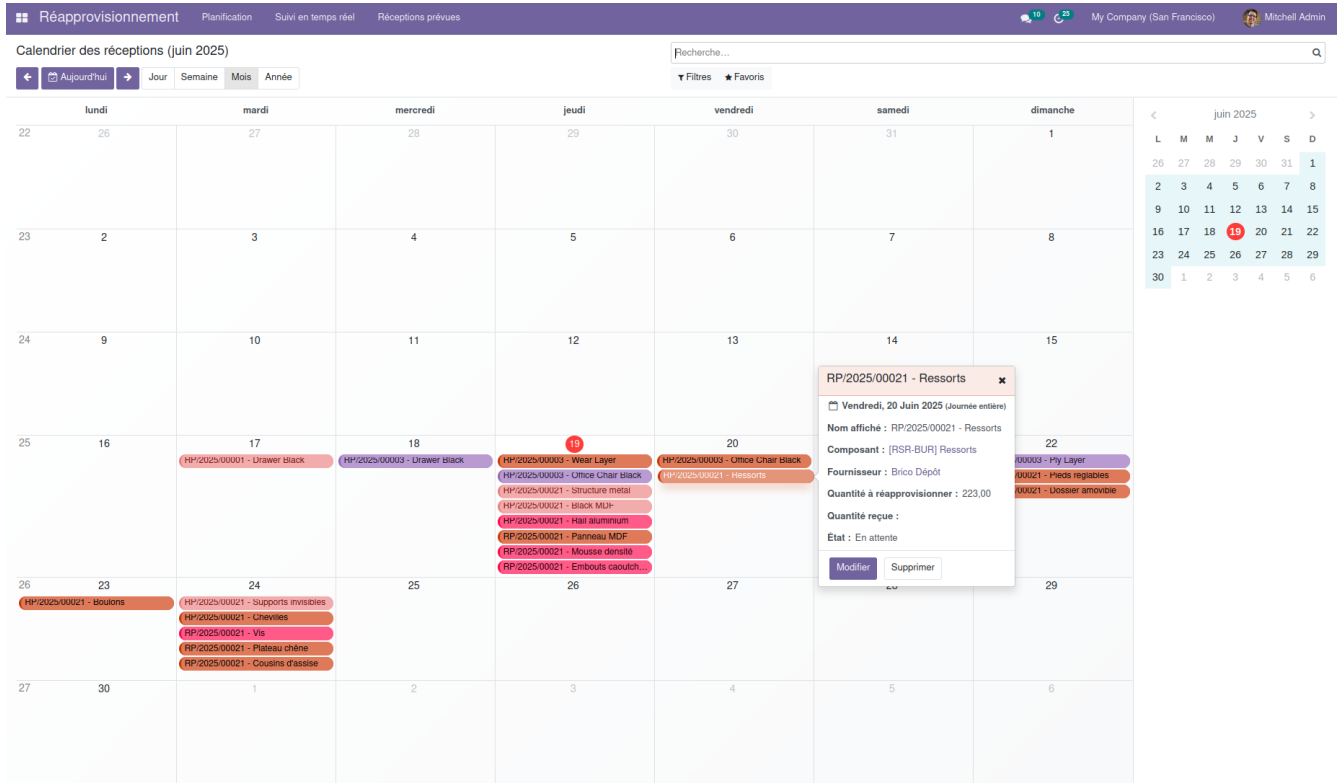 Réapprovisionnement Planification Suivi en temps réel Réceptions prévues 10 25 My Company (San Francisco) Mitchell Admin
Calendrier des réceptions (juin 2025) Recherche...
Aujourd'hui Jour Semaine Mois Année Filtres Favoris
lundi mardi mercredi jeudi vendredi samedi dimanche
22 26 27 28 29 30 31 1
23 2 3 4 5 6 7 8
24 9 10 11 12 13 14 15
25 16 17 18 19 20 22
RP/2025/00001 - Drawer Black RP/2025/00003 - Drawer Black RP/2025/00003 - Wear Layer RP/2025/00003 - Office Chair Black 00003 - Ply Layer
RP/2025/00003 - Office Chair Black RP/2025/00021 - Ressorts 00021 - Pieds réglables
RP/2025/00021 - Structure métal /00021 - Dossier amovible
RP/2025/00021 - Black MDF
RP/2025/00021 - Rail aluminium
RP/2025/00021 - Panneau MDF
RP/2025/00021 - Mousse densité
RP/2025/00021 - Embouts caoutch...
26 23 24 25 26 27 29
RP/2025/00021 - Boulons RP/2025/00021 - Supports invisibles
RP/2025/00021 - Chevilles
RP/2025/00021 - Vis
RP/2025/00021 - Plateau chêne
RP/2025/00021 - Cousins d'assise
27 30 1 2 3 4 5 6
RP/2025/00021 - Ressorts
Vendredi, 20 Juin 2025 (Journée entière)
Nom affiché : RP/2025/00021 - Ressorts
Composant : [RSR-BUR] Ressorts
Fournisseur : Brico Dépôt
Quantité à réapprovisionner : 223,00
Quantité reçue :
État : En attente
Modifier Supprimer
juin 2025
L M M J V S D
26 27 28 29 30 31 1
2 3 4 5 6 7 8
9 10 11 12 13 14 15
16 17 18 19 20 21 22
23 24 25 26 27 28 29
30 1 2 3 4 5 6